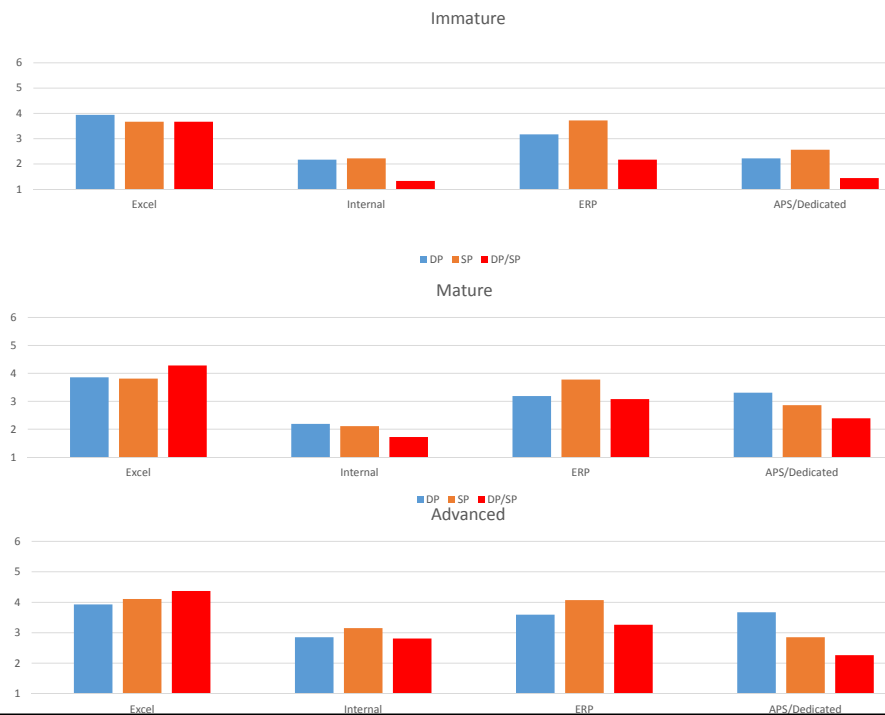 Immature
6
5
4
3
2
1
Excel Internal ERP APS/Dedicated
DP SP DP/SP
Mature
6
5
4
3
2
1
Excel Internal ERP APS/Dedicated
DP SP DP/SP
Advanced
6
5
4
3
2
1
Excel Internal ERP APS/Dedicated